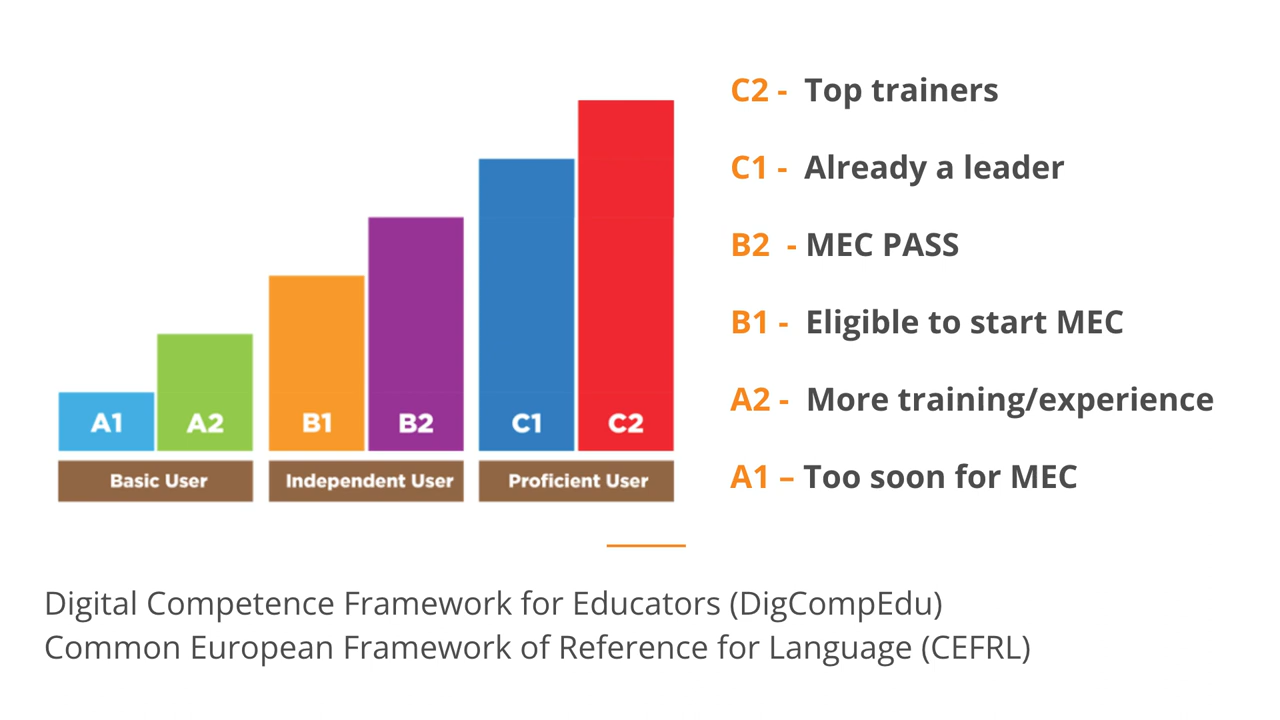 A1 A2 B1 B2 C1 C2
Basic User Independent User Proficient User
C2 - Top trainers
C1 - Already a leader
B2 - MEC PASS
B1 - Eligible to start MEC
A2 - More training/experience
A1 – Too soon for MEC
Digital Competence Framework for Educators (DigCompEdu)
Common European Framework of Reference for Language (CEFRL)